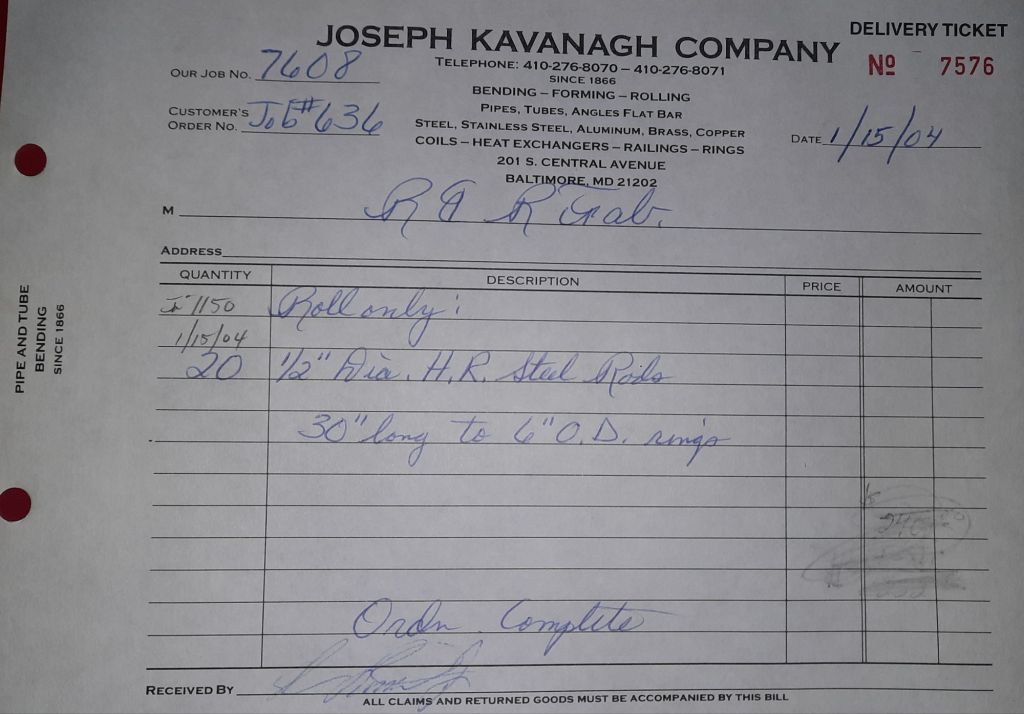 JOSEPH KAVANAGH COMPANY
DELIVERY TICKET
TELEPHONE: 410-276-8070 – 410-276-8071
Nº 7576
OUR JOB NO. 7608
SINCE 1866
BENDING – FORMING – ROLLING
PIPES, TUBES, ANGLES FLAT BAR
CUSTOMER'S ORDER NO. Job #636
STEEL, STAINLESS STEEL, ALUMINUM, BRASS, COPPER
DATE 1/15/04
COILS – HEAT EXCHANGERS – RAILINGS – RINGS
201 S. CENTRAL AVENUE
BALTIMORE, MD 21202
M R & R Fab.
ADDRESS
QUANTITY DESCRIPTION PRICE AMOUNT
1150 Roll only:
1/15/04
20 1/2" Dia. H.R. Steel Rods
30" long to 6" O.D. rings
Order Complete
RECEIVED BY
ALL CLAIMS AND RETURNED GOODS MUST BE ACCOMPANIED BY THIS BILL
PIPE AND TUBE
BENDING
SINCE 1866